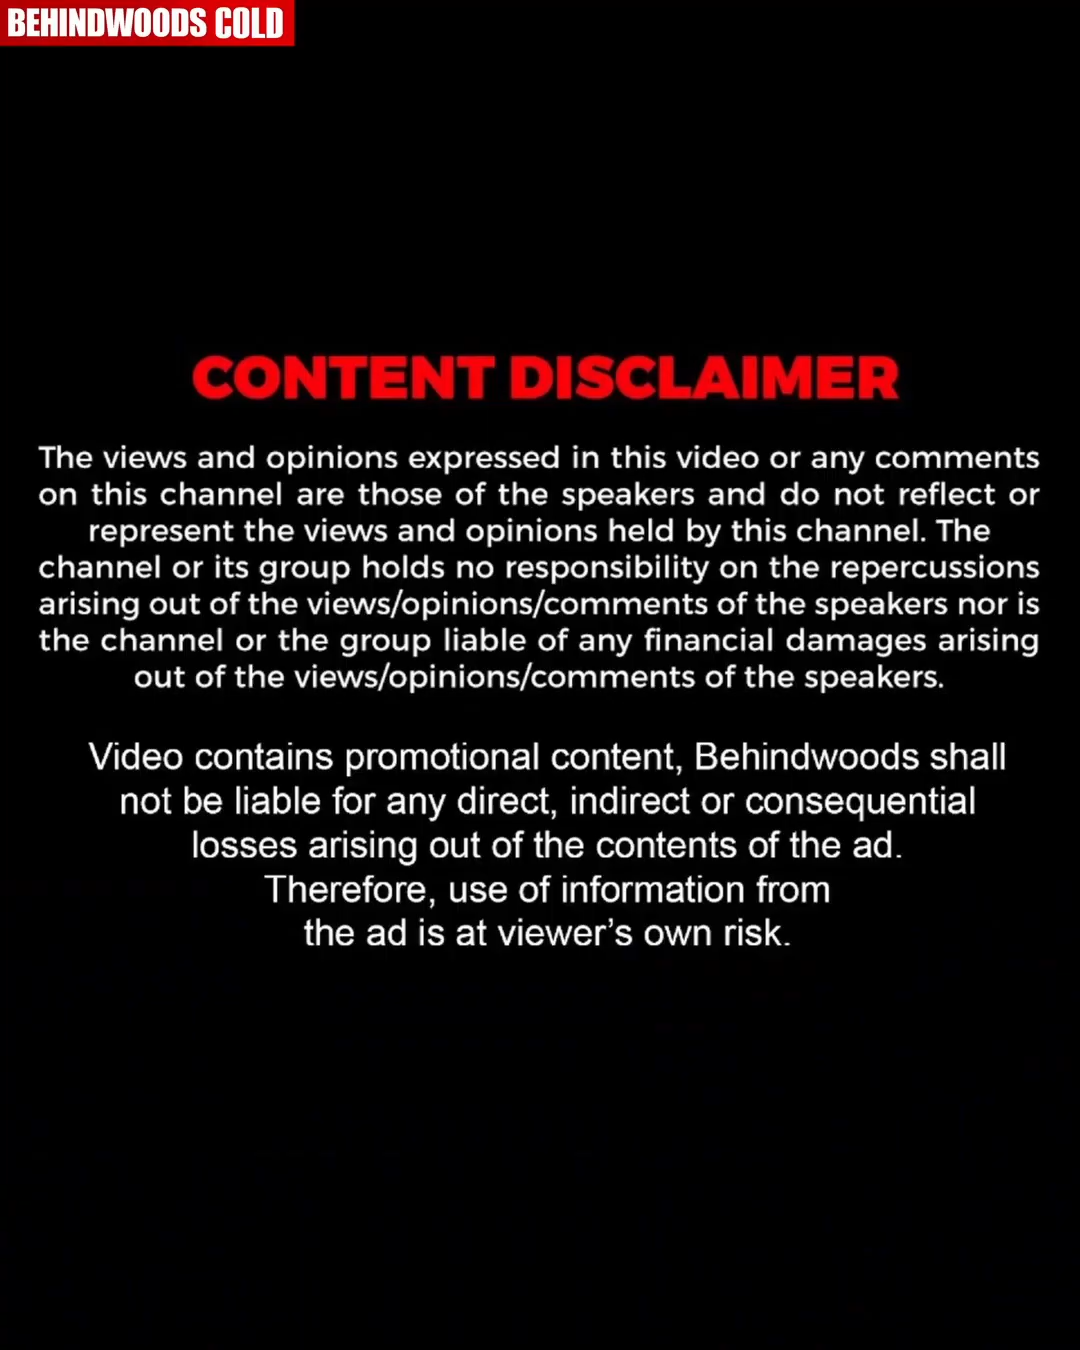 BEHINDWOODS COLD
CONTENT DISCLAIMER
The views and opinions expressed in this video or any comments
on this channel are those of the speakers and do not reflect or
represent the views and opinions held by this channel. The
channel or its group holds no responsibility on the repercussions
arising out of the views/opinions/comments of the speakers nor is
the channel or the group liable of any financial damages arising
out of the views/opinions/comments of the speakers.
Video contains promotional content, Behindwoods shall
not be liable for any direct, indirect or consequential
losses arising out of the contents of the ad.
Therefore, use of information from
the ad is at viewer’s own risk.